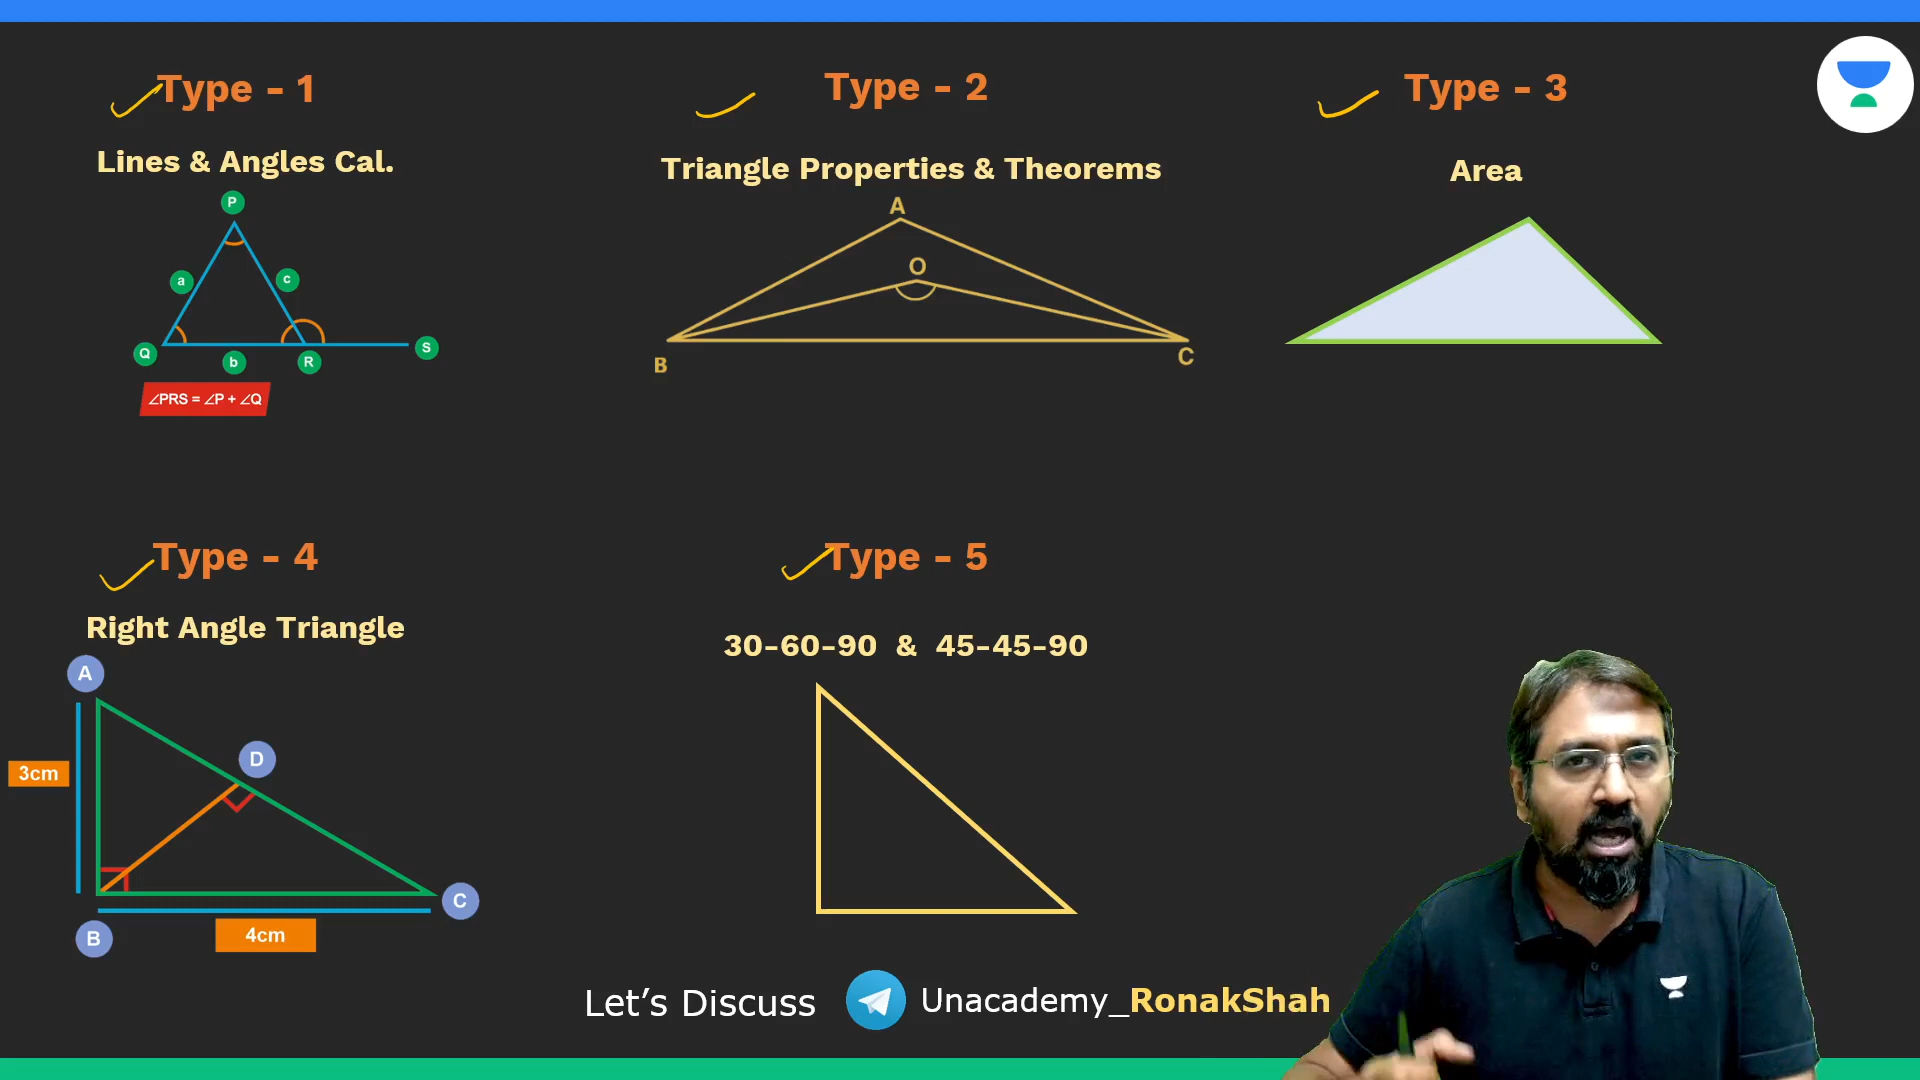 Type - 1
Lines & Angles Cal.
P
a
c
Q
b
R
S
∠PRS = ∠P + ∠Q
Type - 2
Triangle Properties & Theorems
A
O
B
C
Type - 3
Area
Type - 4
Right Angle Triangle
A
D
3cm
C
B
4cm
Type - 5
30-60-90 & 45-45-90
Let’s Discuss Unacademy_RonakShah